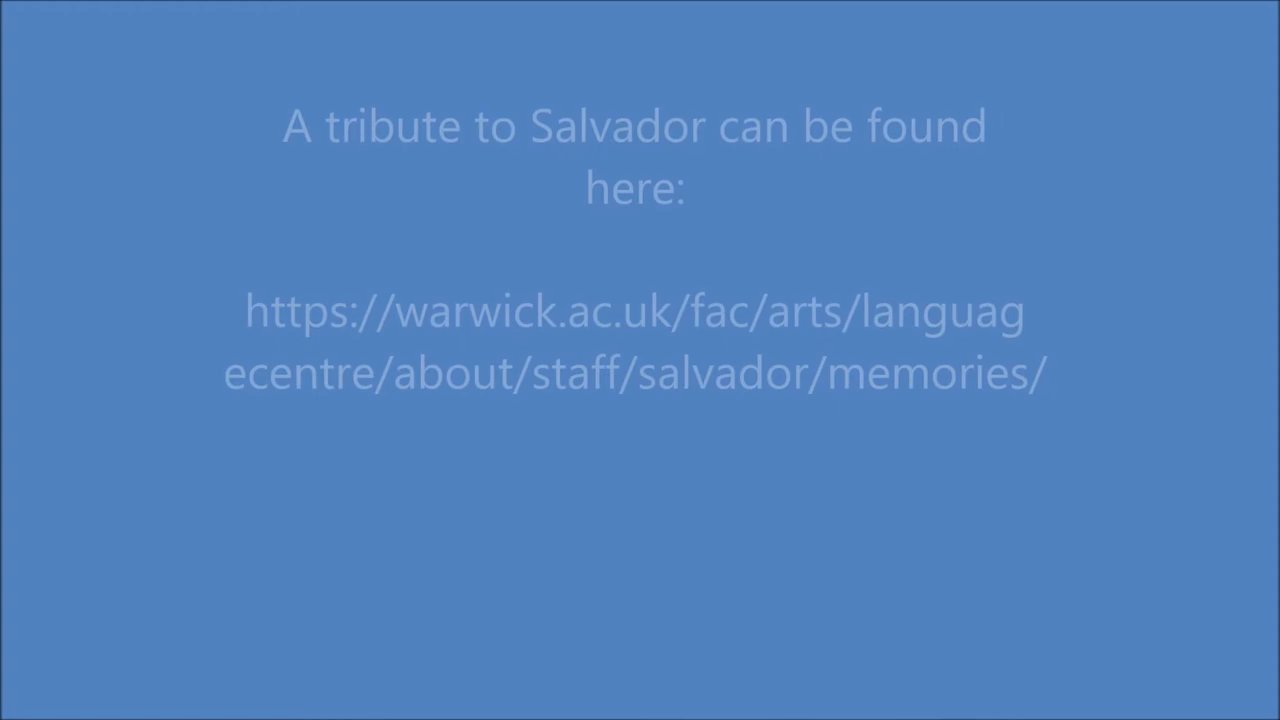 A tribute to Salvador can be found
here:
https://warwick.ac.uk/fac/arts/languag
ecentre/about/staff/salvador/memories/